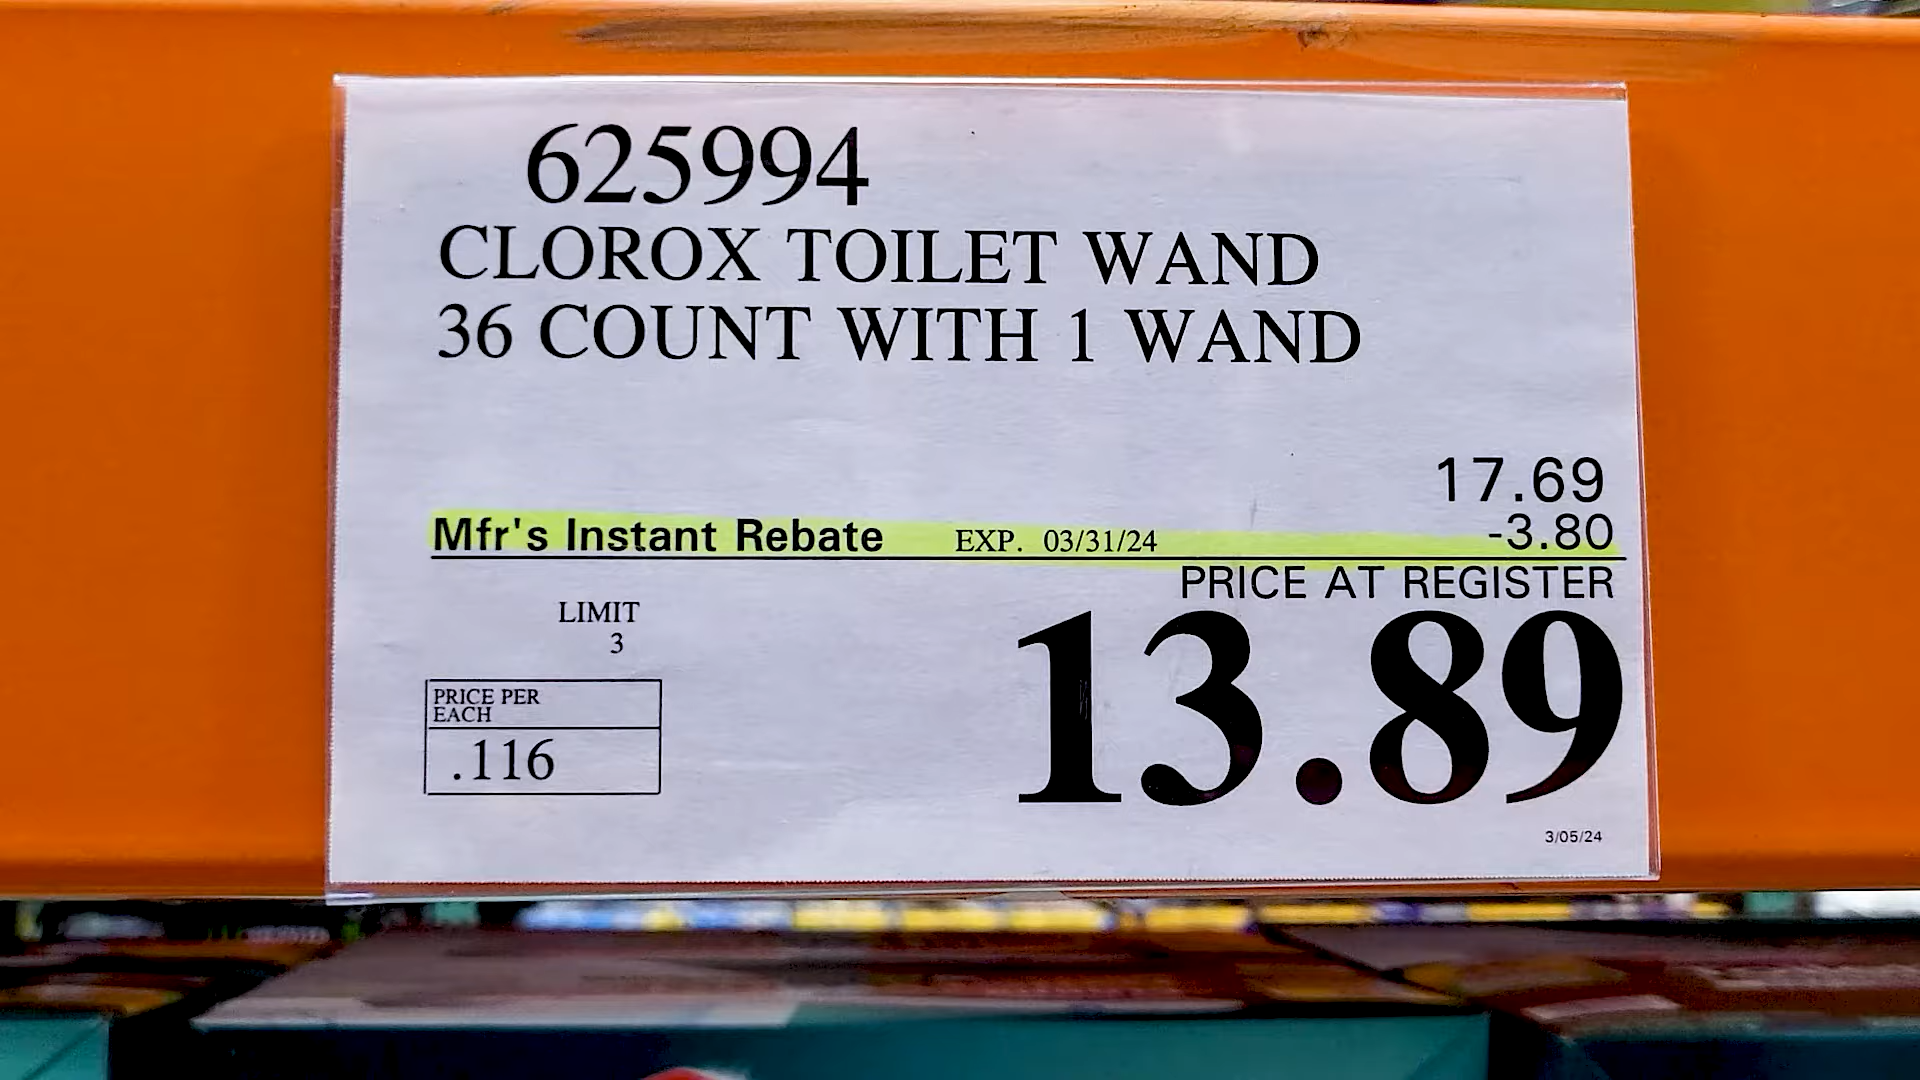 625994
CLOROX TOILET WAND
36 COUNT WITH 1 WAND
17.69
Mfr's Instant Rebate EXP. 03/31/24 -3.80
PRICE AT REGISTER
LIMIT
3
13.89
PRICE PER
EACH
.116
3/05/24